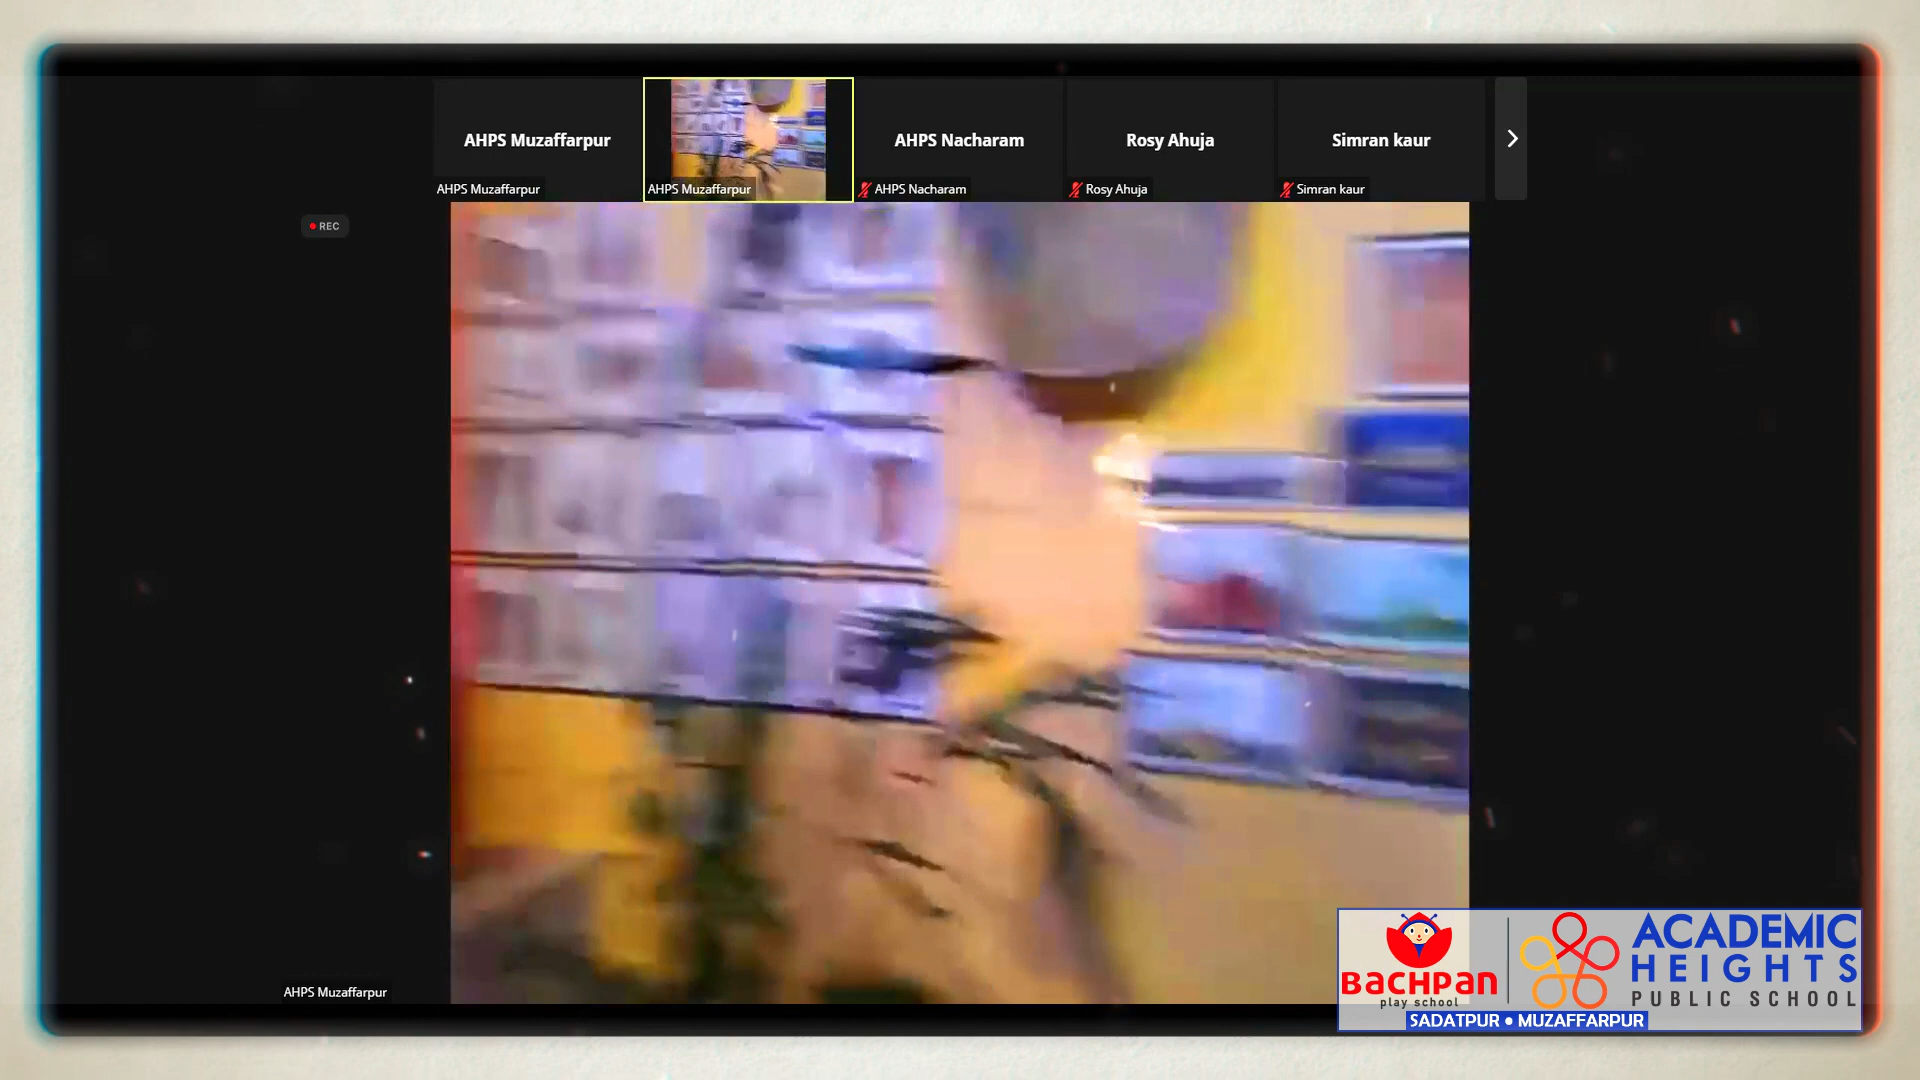 AHPS Muzaffarpur
AHPS Nacharam
Rosy Ahuja
Simran kaur
AHPS Muzaffarpur
AHPS Muzaffarpur
AHPS Nacharam
Rosy Ahuja
Simran kaur
REC
AHPS Muzaffarpur
BACHPan
play school
ACADEMIC
HEIGHTS
PUBLIC SCHOOL
SADATPUR • MUZAFFARPUR